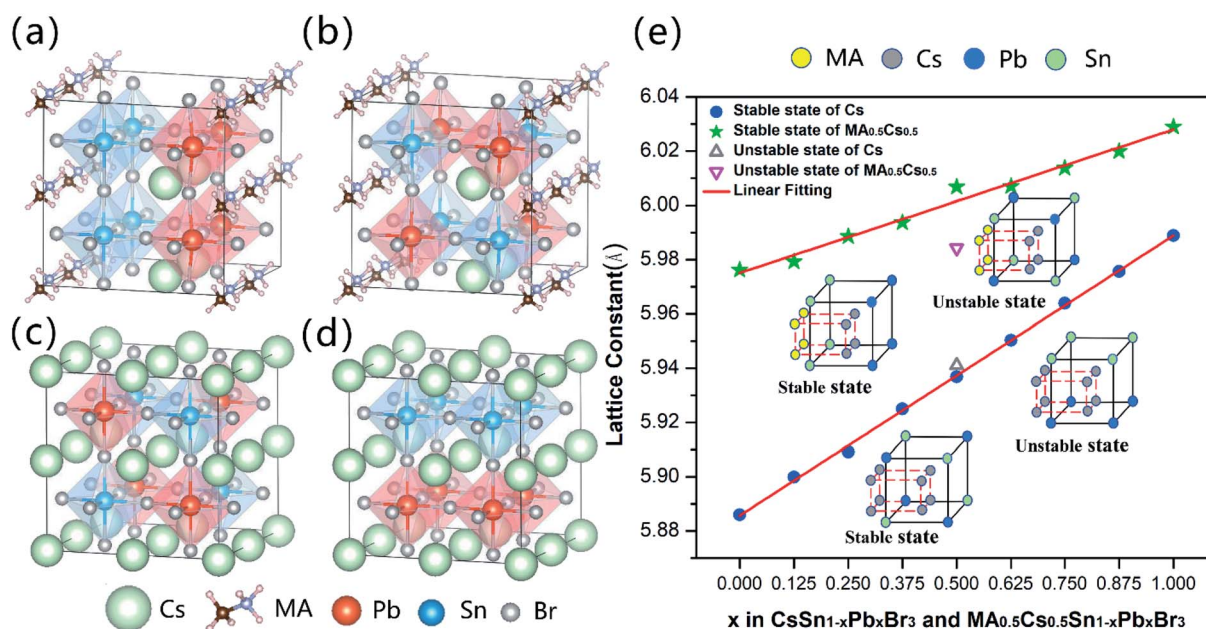 (a)
(b)
(c)
(d)
Cs MA Pb Sn Br
(e)
MA Cs Pb Sn
Stable state of Cs
Stable state of MA0.5Cs0.5
Unstable state of Cs
Unstable state of MA0.5Cs0.5
Linear Fitting
Lattice Constant(Å)
6.04
6.02
6.00
5.98
5.96
5.94
5.92
5.90
5.88
Unstable state
Stable state
Unstable state
Stable state
0.000 0.125 0.250 0.375 0.500 0.625 0.750 0.875 1.000
x in CsSn1-xPbxBr3 and MA0.5Cs0.5Sn1-xPbxBr3